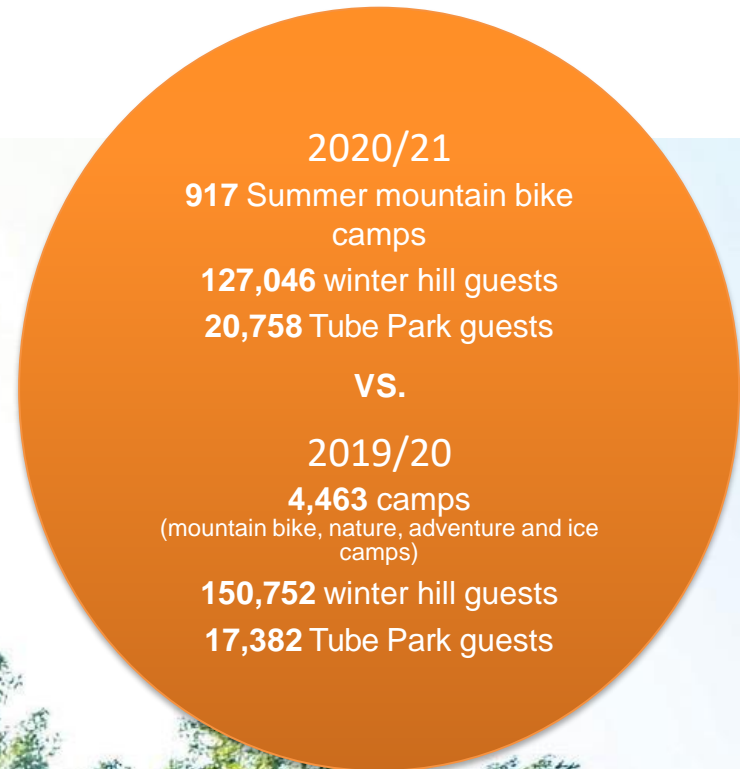 2020/21
917 Summer mountain bike
camps
127,046 winter hill guests
20,758 Tube Park guests
vs.
2019/20
4,463 camps
(mountain bike, nature, adventure and ice
camps)
150,752 winter hill guests
17,382 Tube Park guests